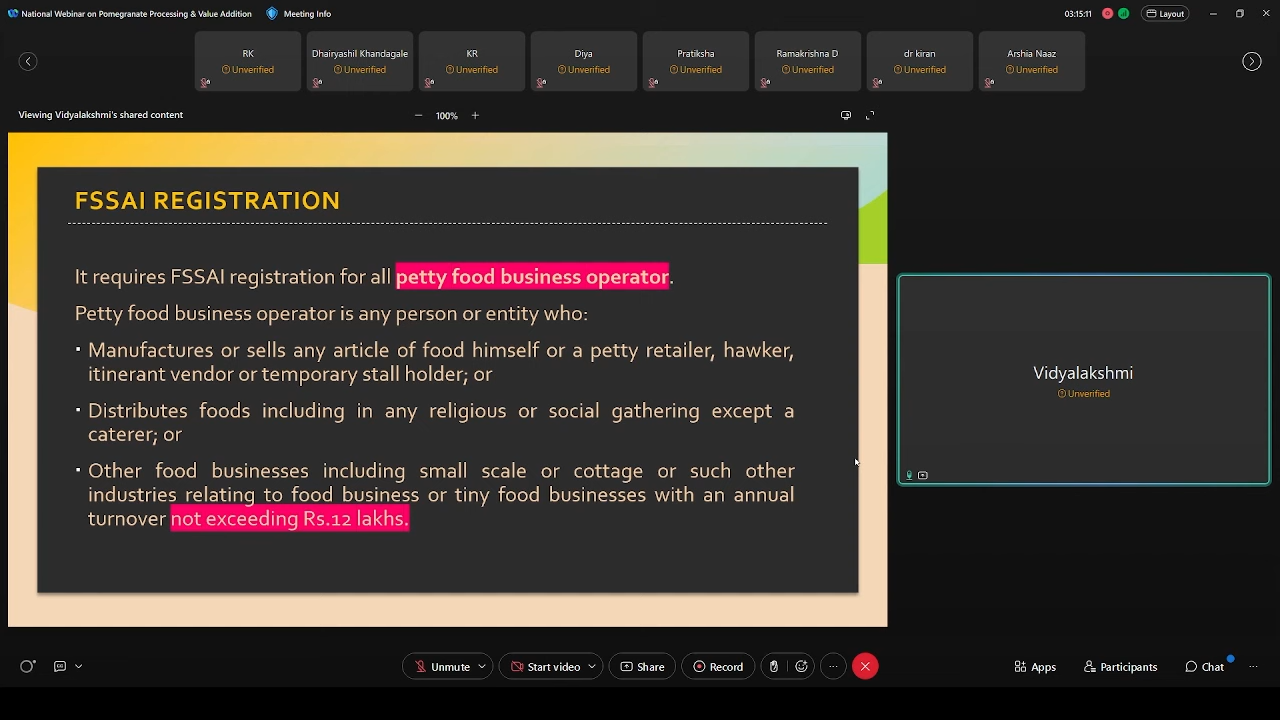 National Webinar on Pomegranate Processing & Value Addition
Meeting Info
03:15:11
Layout
RK
Unverified
Dhairyashil Khandagale
Unverified
KR
Unverified
Diya
Unverified
Pratiksha
Unverified
Ramakrishna D
Unverified
dr kiran
Unverified
Arshia Naaz
Unverified
Viewing Vidyalakshmi's shared content
100%
FSSAI REGISTRATION
It requires FSSAI registration for all petty food business operator.
Petty food business operator is any person or entity who:
Manufactures or sells any article of food himself or a petty retailer, hawker,
itinerant vendor or temporary stall holder; or
Distributes foods including in any religious or social gathering except a
caterer; or
Other food businesses including small scale or cottage or such other
industries relating to food business or tiny food businesses with an annual
turnover not exceeding Rs.12 lakhs.
Vidyalakshmi
Unverified
Unmute
Start video
Share
Record
Apps
Participants
Chat